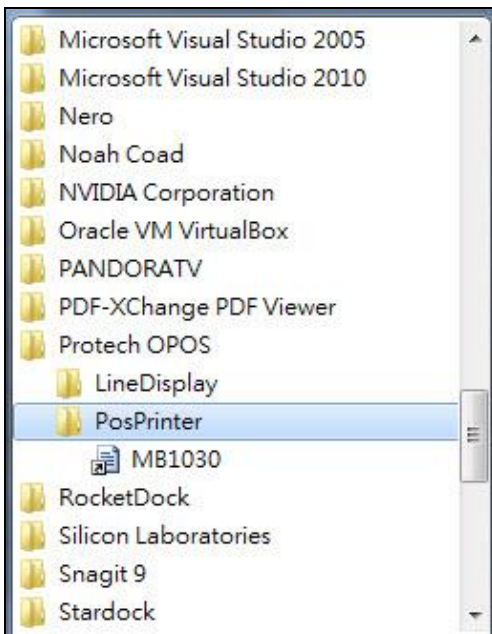 Microsoft Visual Studio 2005
Microsoft Visual Studio 2010
Nero
Noah Coad
NVIDIA Corporation
Oracle VM VirtualBox
PANDORATV
PDF-XChange PDF Viewer
Protech OPOS
LineDisplay
PosPrinter
MB1030
RocketDock
Silicon Laboratories
Snagit 9
Stardock